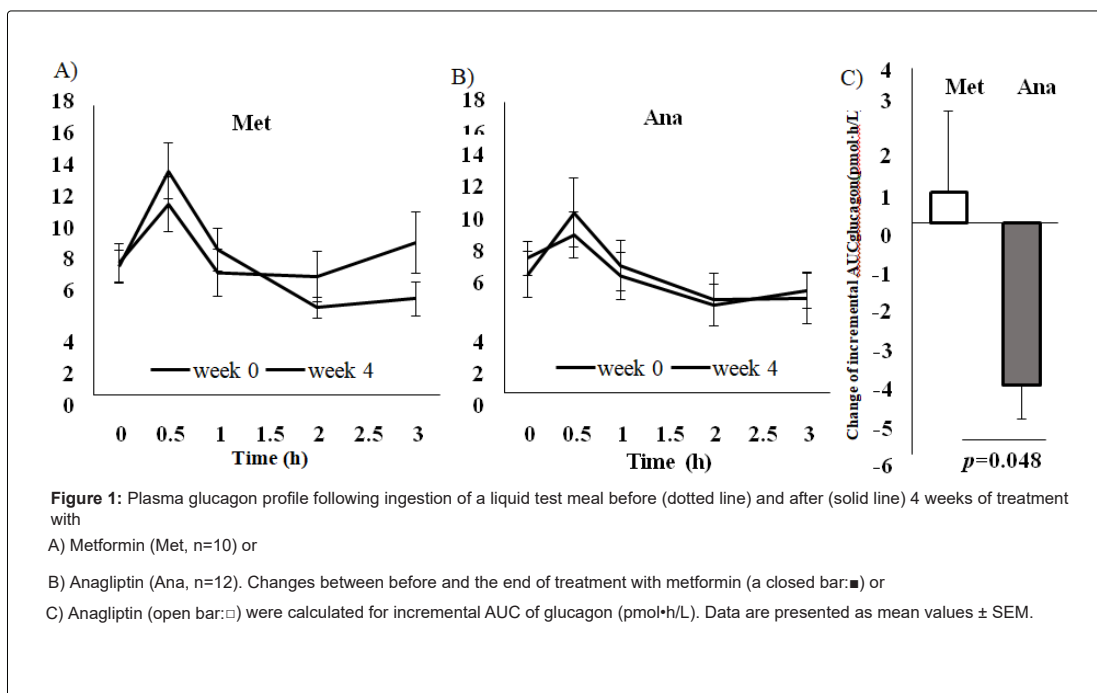 A)
18
16
14
12
10
8
6
4
2
0
Met
week 0 week 4
0 0.5 1 1.5 2 2.5 3
Time (h)
B)
18
16
14
12
10
8
6
4
2
0
Ana
week 0 week 4
0 0.5 1 1.5 2 2.5 3
Time (h)
C)
Change of incremental AUCglucagon(pmol·h/L)
4
3
2
1
0
-1
-2
-3
-4
-5
-6
Met Ana
p=0.048
Figure 1: Plasma glucagon profile following ingestion of a liquid test meal before (dotted line) and after (solid line) 4 weeks of treatment
with
A) Metformin (Met, n=10) or
B) Anagliptin (Ana, n=12). Changes between before and the end of treatment with metformin (a closed bar:■) or
C) Anagliptin (open bar:□) were calculated for incremental AUC of glucagon (pmol•h/L). Data are presented as mean values ± SEM.